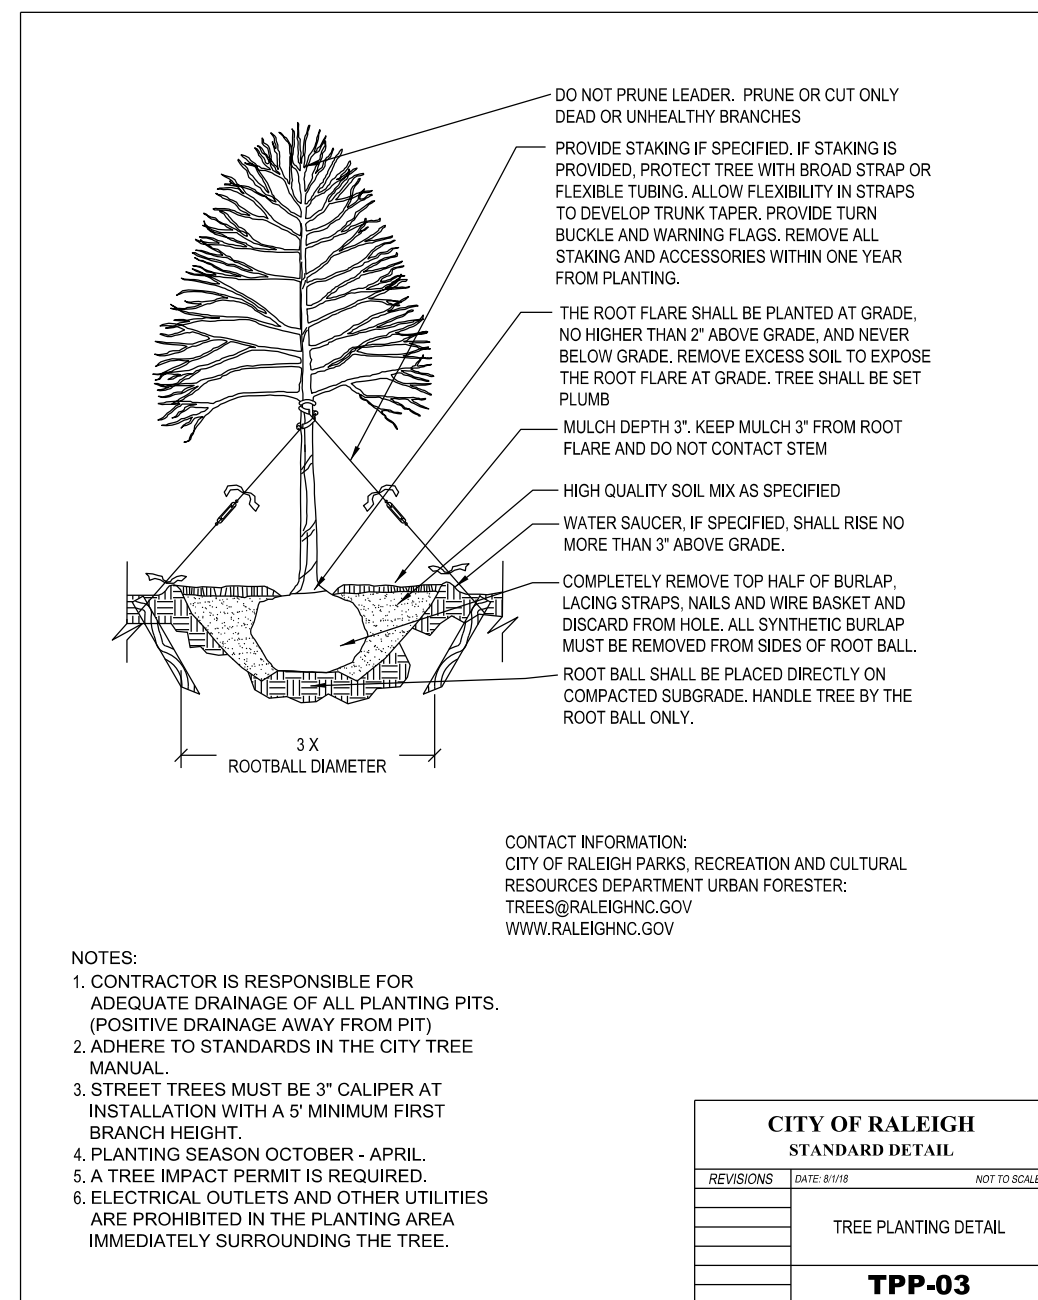 DO NOT PRUNE LEADER. PRUNE OR CUT ONLY
DEAD OR UNHEALTHY BRANCHES
PROVIDE STAKING IF SPECIFIED. IF STAKING IS
PROVIDED, PROTECT TREE WITH BROAD STRAP OR
FLEXIBLE TUBING. ALLOW FLEXIBILITY IN STRAPS
TO DEVELOP TRUNK TAPER. PROVIDE TURN
BUCKLE AND WARNING FLAGS. REMOVE ALL
STAKING AND ACCESSORIES WITHIN ONE YEAR
FROM PLANTING.
THE ROOT FLARE SHALL BE PLANTED AT GRADE,
NO HIGHER THAN 2" ABOVE GRADE, AND NEVER
BELOW GRADE. REMOVE EXCESS SOIL TO EXPOSE
THE ROOT FLARE AT GRADE. TREE SHALL BE SET
PLUMB
MULCH DEPTH 3". KEEP MULCH 3" FROM ROOT
FLARE AND DO NOT CONTACT STEM
HIGH QUALITY SOIL MIX AS SPECIFIED
WATER SAUCER, IF SPECIFIED, SHALL RISE NO
MORE THAN 3" ABOVE GRADE.
COMPLETELY REMOVE TOP HALF OF BURLAP,
LACING STRAPS, NAILS AND WIRE BASKET AND
DISCARD FROM HOLE. ALL SYNTHETIC BURLAP
MUST BE REMOVED FROM SIDES OF ROOT BALL.
ROOT BALL SHALL BE PLACED DIRECTLY ON
COMPACTED SUBGRADE. HANDLE TREE BY THE
ROOT BALL ONLY.
3 X
ROOTBALL DIAMETER
CONTACT INFORMATION:
CITY OF RALEIGH PARKS, RECREATION AND CULTURAL
RESOURCES DEPARTMENT URBAN FORESTER:
TREES@RALEIGHNC.GOV
WWW.RALEIGHNC.GOV
NOTES:
1. CONTRACTOR IS RESPONSIBLE FOR
ADEQUATE DRAINAGE OF ALL PLANTING PITS.
(POSITIVE DRAINAGE AWAY FROM PIT)
2. ADHERE TO STANDARDS IN THE CITY TREE
MANUAL.
3. STREET TREES MUST BE 3" CALIPER AT
INSTALLATION WITH A 5' MINIMUM FIRST
BRANCH HEIGHT.
4. PLANTING SEASON OCTOBER - APRIL.
5. A TREE IMPACT PERMIT IS REQUIRED.
6. ELECTRICAL OUTLETS AND OTHER UTILITIES
ARE PROHIBITED IN THE PLANTING AREA
IMMEDIATELY SURROUNDING THE TREE.
CITY OF RALEIGH
STANDARD DETAIL
REVISIONS DATE: 8/1/18 NOT TO SCALE
TREE PLANTING DETAIL
TPP-03